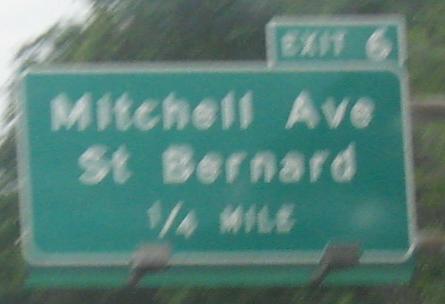 EXIT 6
Mitchell Ave
St Bernard
1/4 MILE